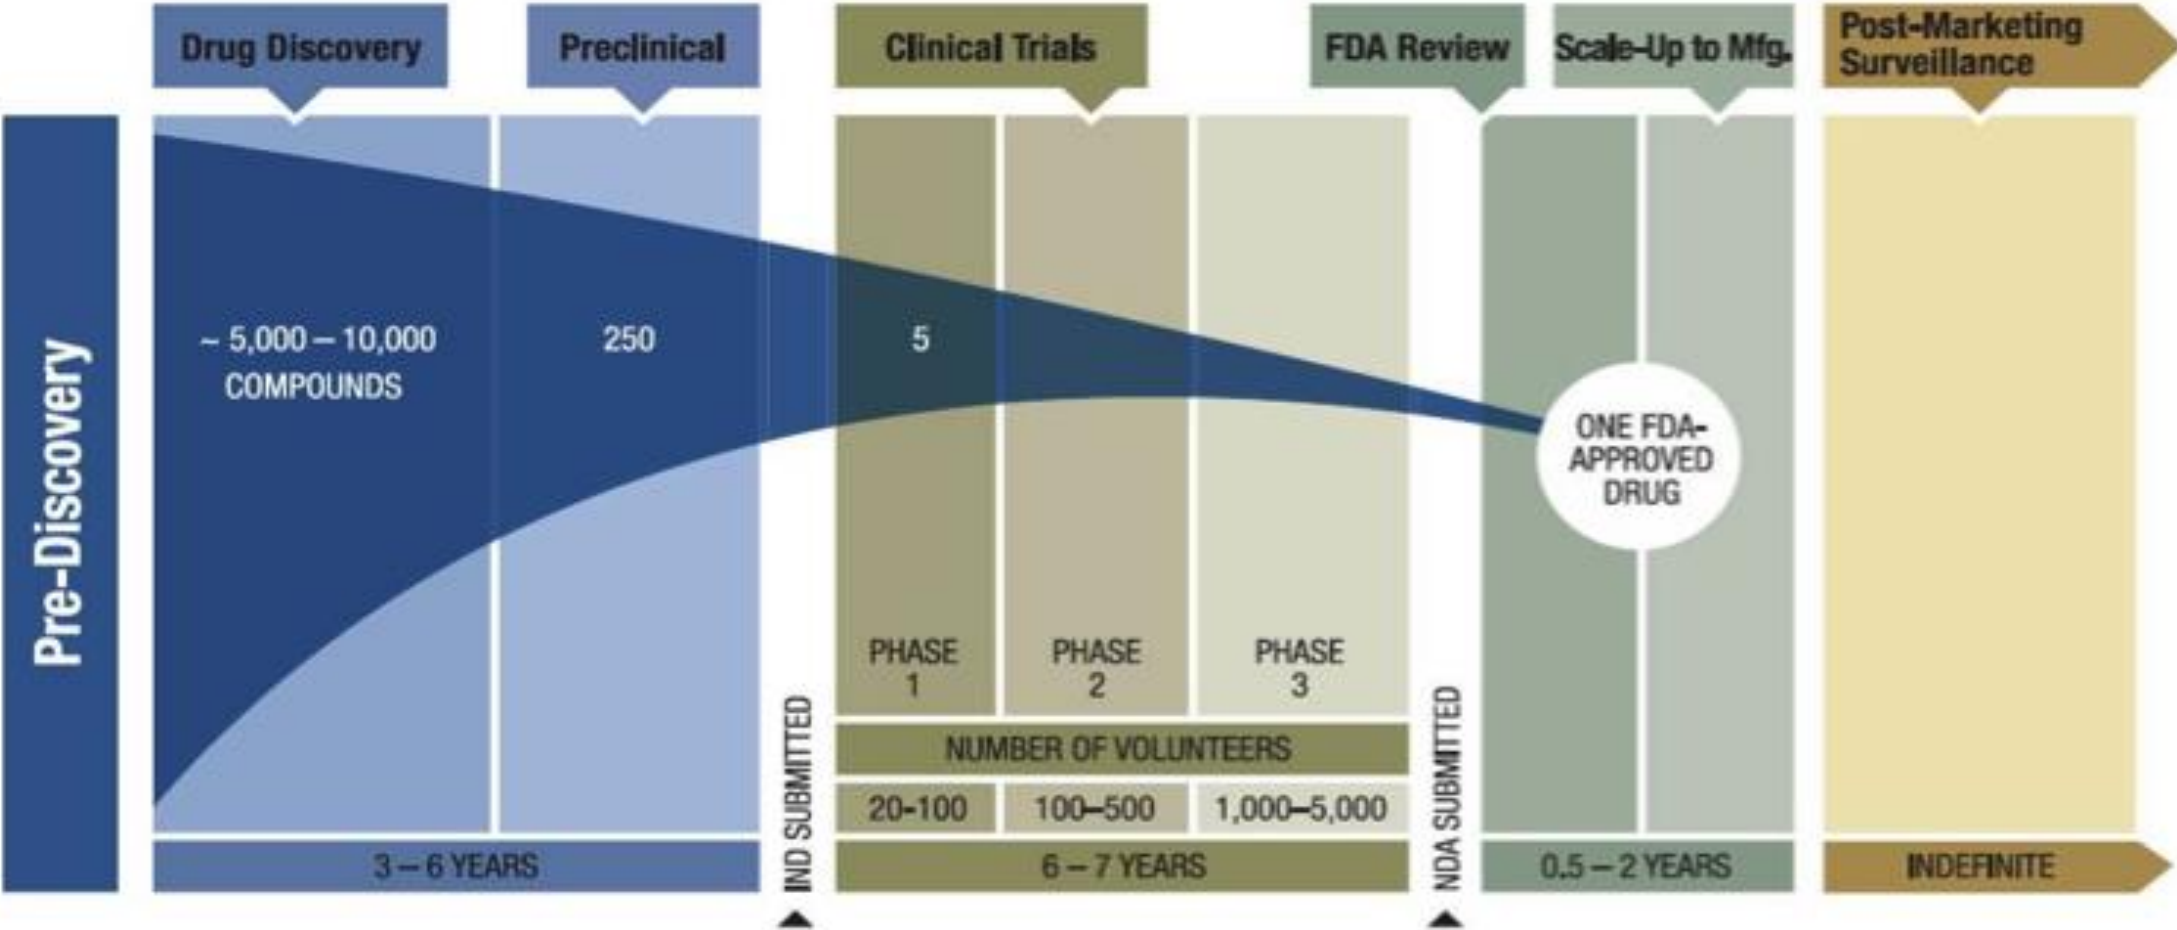 Drug Discovery
Preclinical
Clinical Trials
FDA Review
Scale-Up to Mfg.
Post-Marketing
Surveillance
Pre-Discovery
~ 5,000 – 10,000
COMPOUNDS
250
5
ONE FDA-
APPROVED
DRUG
PHASE
1
PHASE
2
PHASE
3
IND SUBMITTED
NDA SUBMITTED
NUMBER OF VOLUNTEERS
20-100
100–500
1,000–5,000
3 – 6 YEARS
6 – 7 YEARS
0.5 – 2 YEARS
INDEFINITE